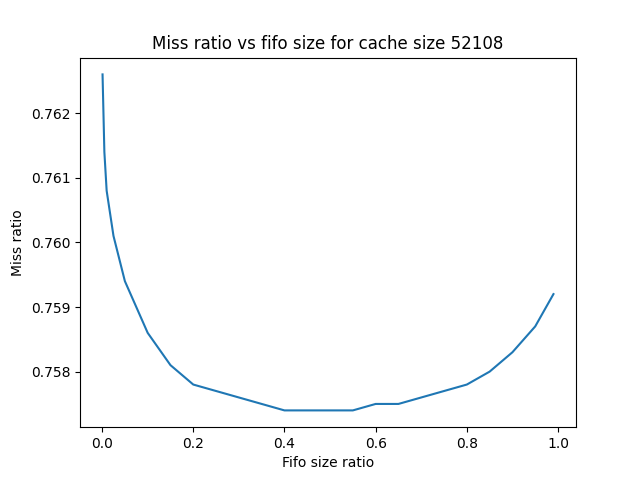 Miss ratio vs fifo size for cache size 52108
0.762
0.761
0.760
0.759
0.758
Miss ratio
0.0 0.2 0.4 0.6 0.8 1.0
Fifo size ratio